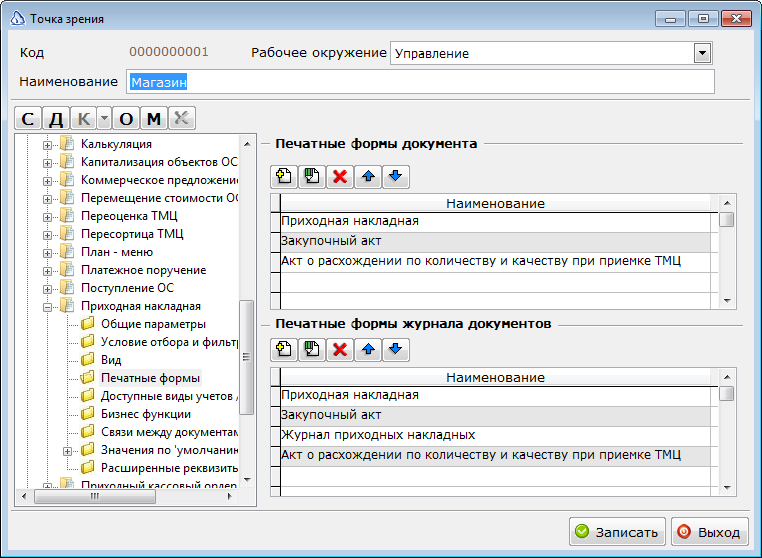 Точка зрения
Код 0000000001 Рабочее окружение Управление
Наименование Магазин
С Д К О М
Калькуляция
Капитализация объектов ОС
Коммерческое предложение
Перемещение стоимости ОС
Переоценка ТМЦ
Пересортица ТМЦ
План - меню
Платежное поручение
Поступление ОС
Приходная накладная
Общие параметры
Условие отбора и фильтр
Вид
Печатные формы
Доступные виды учетов /
Бизнес функции
Связи между документам
Значения по 'умолчанию
Расширенные реквизиты
Приходный кассовый ордер
Печатные формы документа
Наименование
Приходная накладная
Закупочный акт
Акт о расхождении по количеству и качеству при приемке ТМЦ
Печатные формы журнала документов
Наименование
Приходная накладная
Закупочный акт
Журнал приходных накладных
Акт о расхождении по количеству и качеству при приемке ТМЦ
Записать Выход